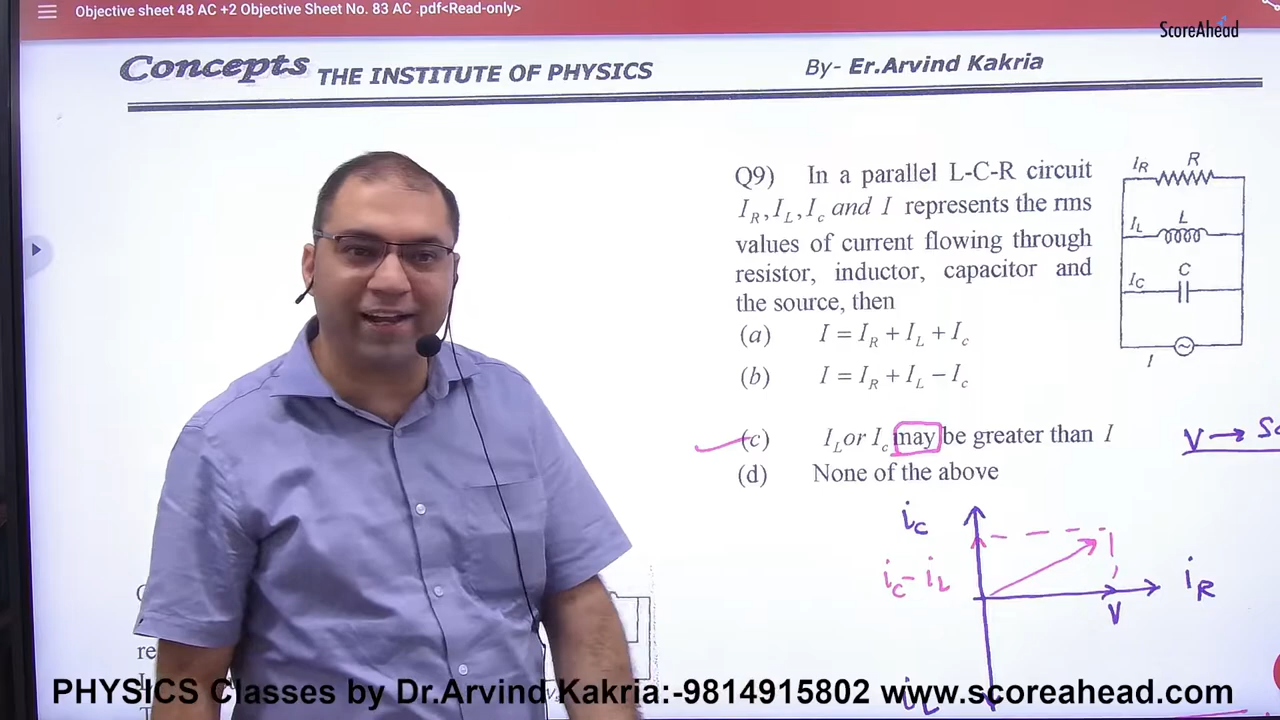 Objective sheet 48 AC +2 Objective Sheet No. 83 AC .pdf<Read-only>
ScoreAhead
Concepts THE INSTITUTE OF PHYSICS By- Er.Arvind Kakria
Q9) In a parallel L-C-R circuit
I_R, I_L, I_c and I represents the rms
values of current flowing through
resistor, inductor, capacitor and
the source, then
(a) I = I_R + I_L + I_c
(b) I = I_R + I_L − I_c
(c) I_L or I_c may be greater than I
(d) None of the above
I_R R
I_L L
I_C C
I
V →
i_C
i_C - i_L
i_R
V
i_L
re
PHYSICS Classes by Dr.Arvind Kakria:-9814915802 www.scoreahead.com